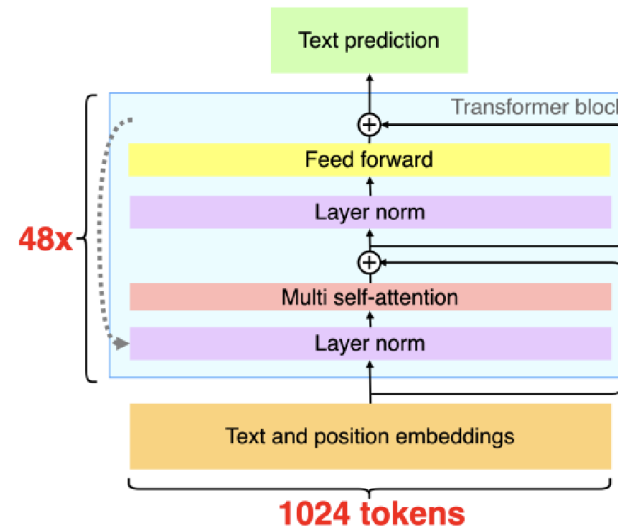 Text prediction
Transformer block
Feed forward
Layer norm
48x
Multi self-attention
Layer norm
Text and position embeddings
1024 tokens